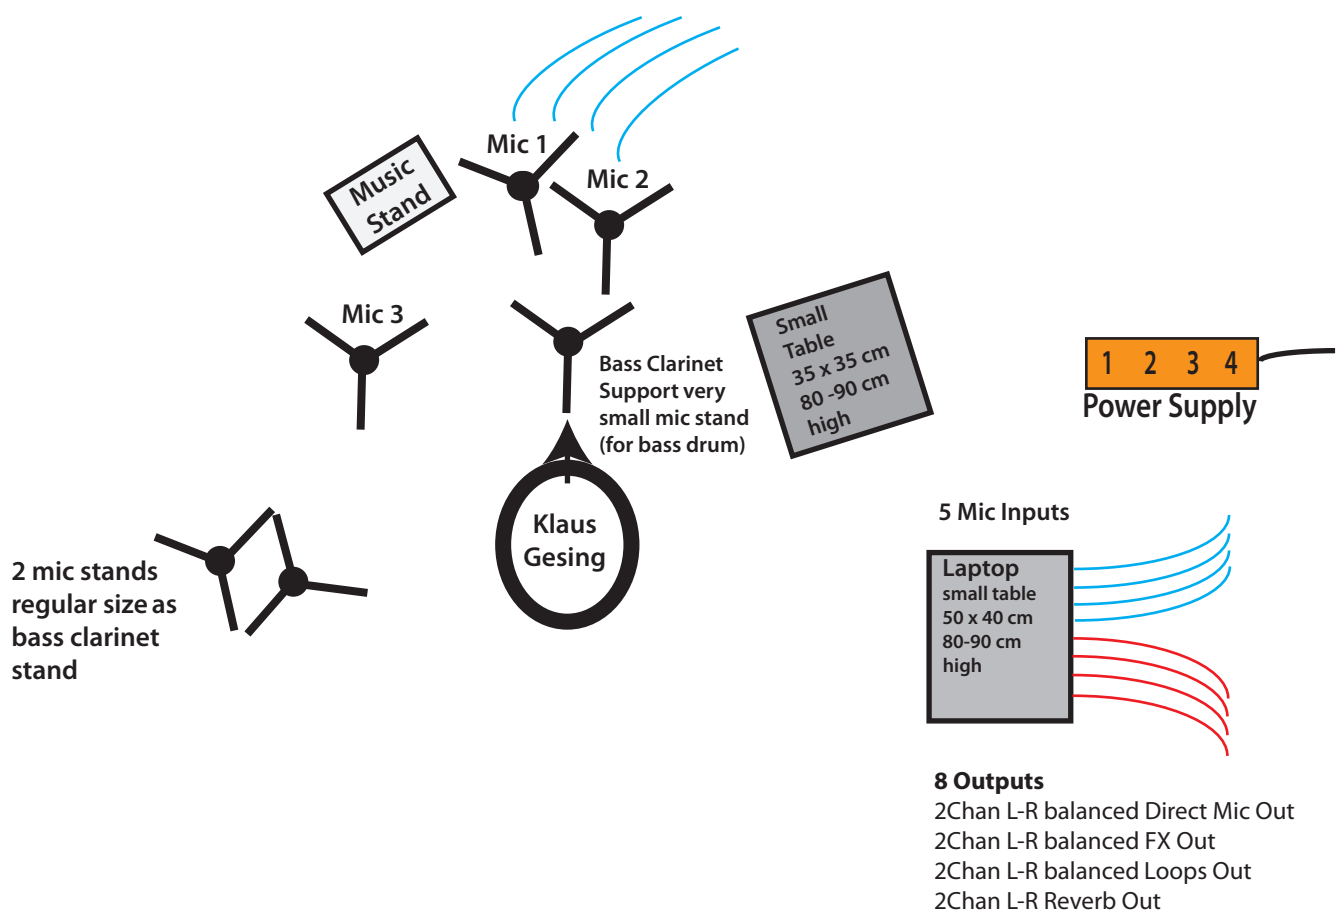 Mic 1
Mic 2
Music
Stand
Mic 3
Bass Clarinet
Support very
small mic stand
(for bass drum)
Small
Table
35 x 35 cm
80 -90 cm
high
1 2 3 4
Power Supply
Klaus
Gesing
2 mic stands
regular size as
bass clarinet
stand
5 Mic Inputs
Laptop
small table
50 x 40 cm
80-90 cm
high
8 Outputs
2Chan L-R balanced Direct Mic Out
2Chan L-R balanced FX Out
2Chan L-R balanced Loops Out
2Chan L-R Reverb Out